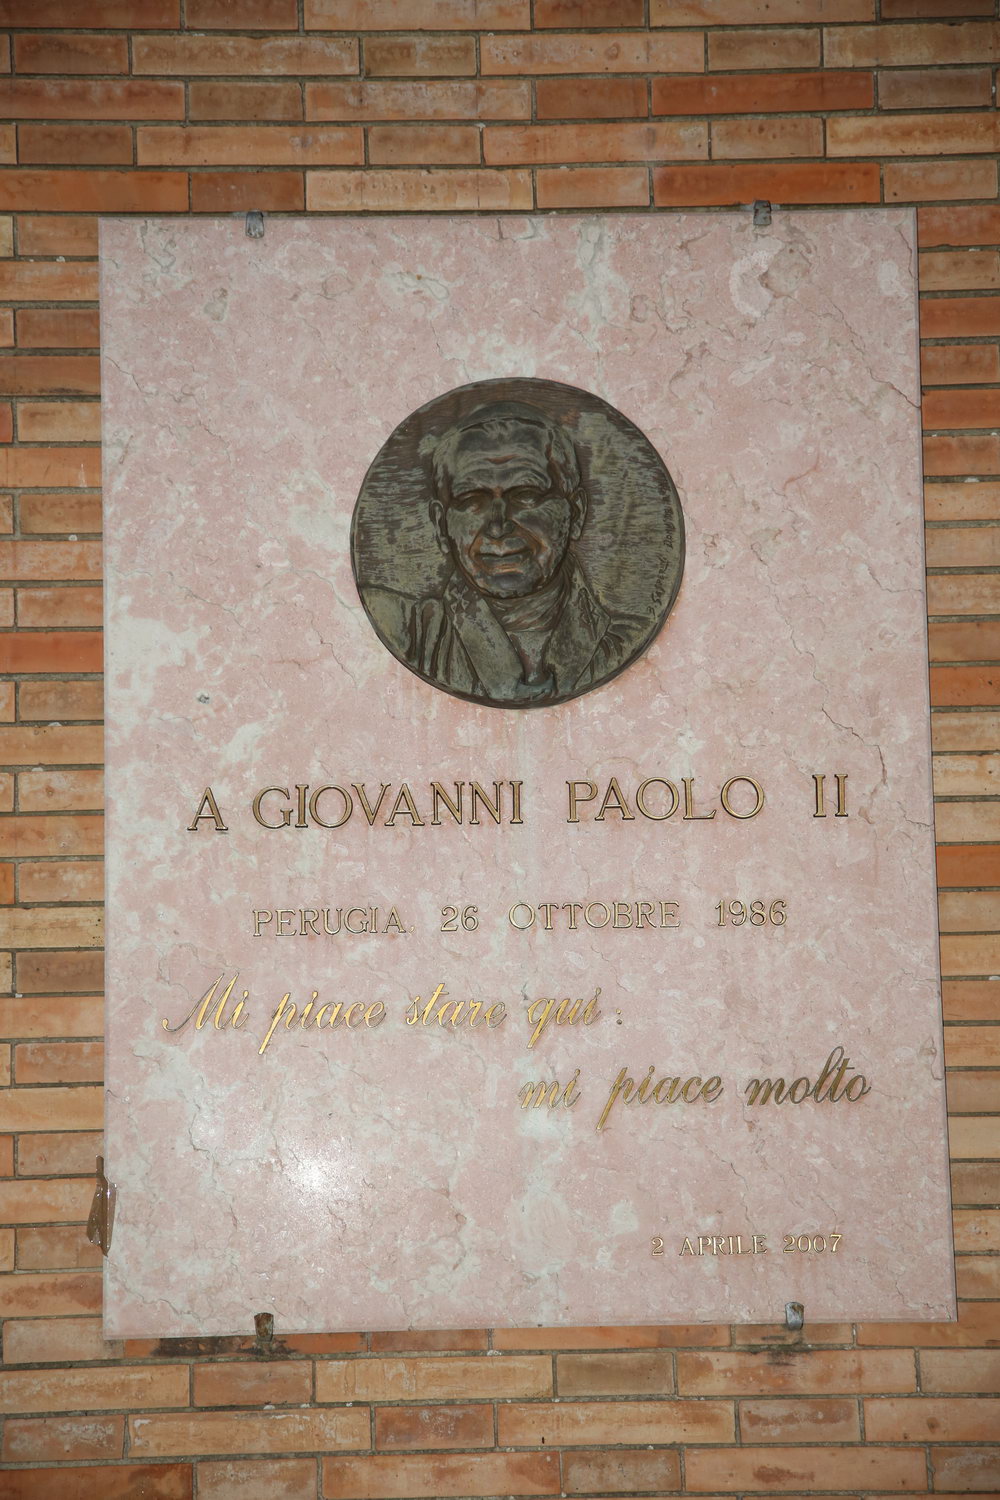 A GIOVANNI PAOLO II
PERUGIA, 26 OTTOBRE 1986
Mi piace stare qui:
mi piace molto
2 APRILE 2007